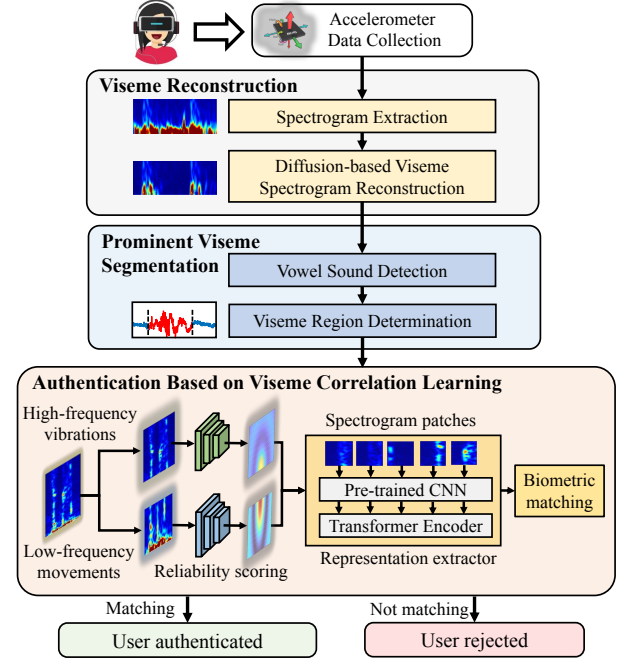 Accelerometer
Data Collection
Viseme Reconstruction
Spectrogram Extraction
Diffusion-based Viseme
Spectrogram Reconstruction
Prominent Viseme
Segmentation
Vowel Sound Detection
Viseme Region Determination
Authentication Based on Viseme Correlation Learning
High-frequency
vibrations
Spectrogram patches
Pre-trained CNN
Transformer Encoder
Biometric
matching
Low-frequency
movements
Reliability scoring
Representation extractor
Matching
Not matching
User authenticated
User rejected